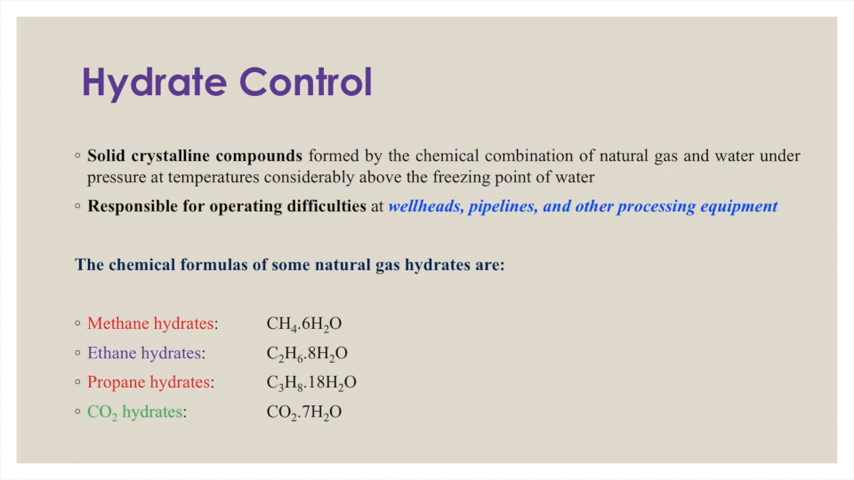 Hydrate Control
◦ Solid crystalline compounds formed by the chemical combination of natural gas and water under
pressure at temperatures considerably above the freezing point of water
◦ Responsible for operating difficulties at wellheads, pipelines, and other processing equipment
The chemical formulas of some natural gas hydrates are:
◦ Methane hydrates: CH₄.6H₂O
◦ Ethane hydrates: C₂H₆.8H₂O
◦ Propane hydrates: C₃H₈.18H₂O
◦ CO₂ hydrates: CO₂.7H₂O